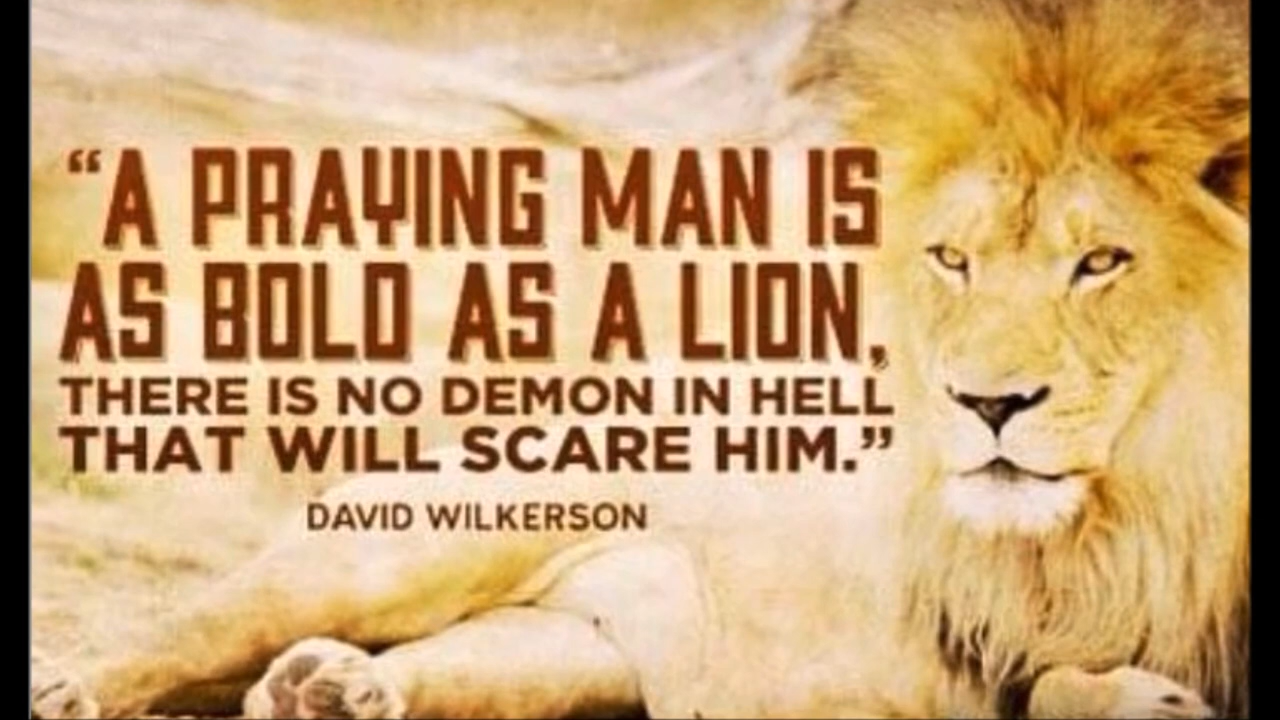 “A PRAYING MAN IS
AS BOLD AS A LION,
THERE IS NO DEMON IN HELL
THAT WILL SCARE HIM.”
DAVID WILKERSON